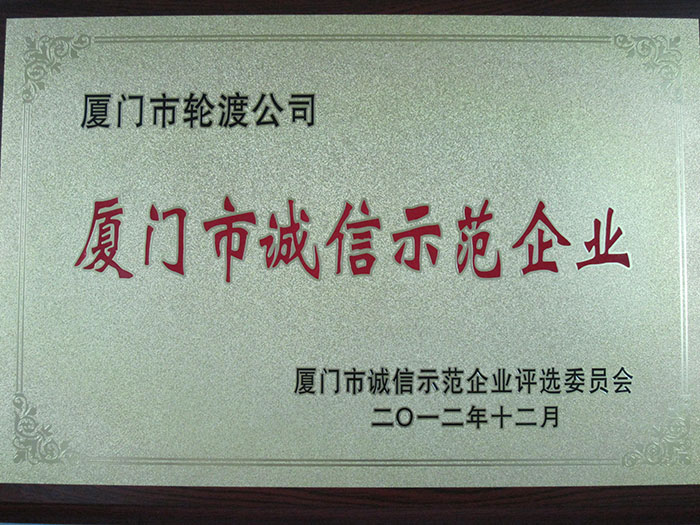 厦门市轮渡公司
厦门市诚信示范企业
厦门市诚信示范企业评选委员会
二〇一二年十二月